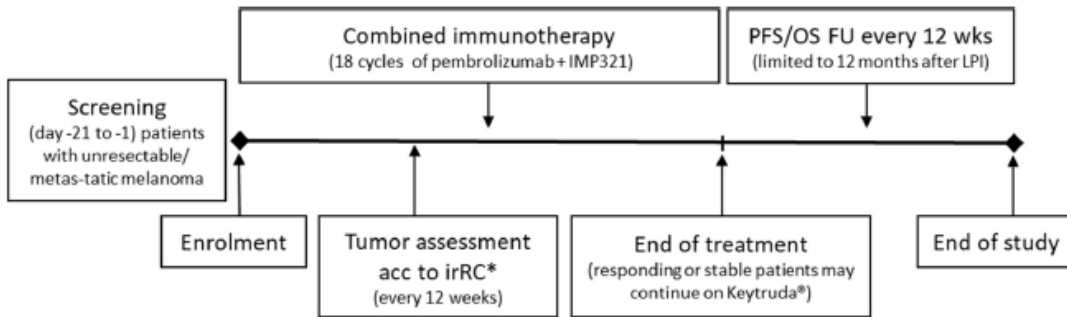 Combined immunotherapy
(18 cycles of pembrolizumab + IMP321)
PFS/OS FU every 12 wks
(limited to 12 months after LPI)
Screening
(day -21 to -1) patients
with unresectable/
metas-tatic melanoma
Enrolment
Tumor assessment
acc to irRC*
(every 12 weeks)
End of treatment
(responding or stable patients may
continue on Keytruda®)
End of study